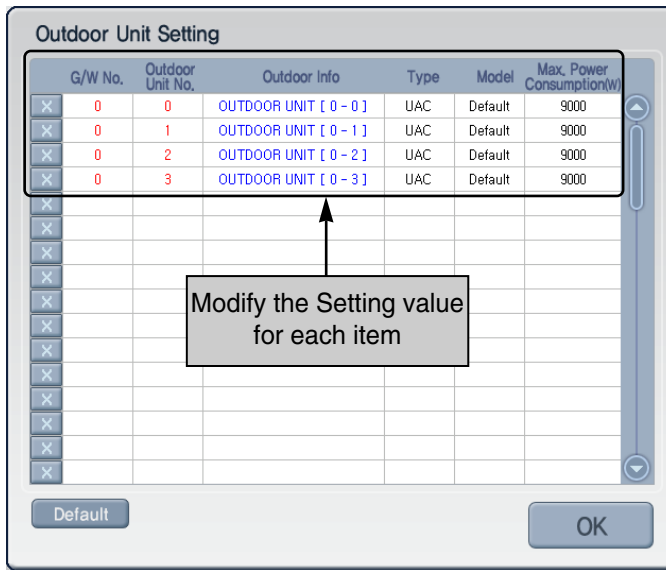 Outdoor Unit Setting
G/W No. Outdoor Unit No. Outdoor Info Type Model Max. Power Consumption(W)
X 0 0 OUTDOOR UNIT [ 0 - 0 ] UAC Default 9000
X 0 1 OUTDOOR UNIT [ 0 - 1 ] UAC Default 9000
X 0 2 OUTDOOR UNIT [ 0 - 2 ] UAC Default 9000
X 0 3 OUTDOOR UNIT [ 0 - 3 ] UAC Default 9000
X
X
X
X
X
X
X
X
X
X
X
X
Modify the Setting value
for each item
Default
OK